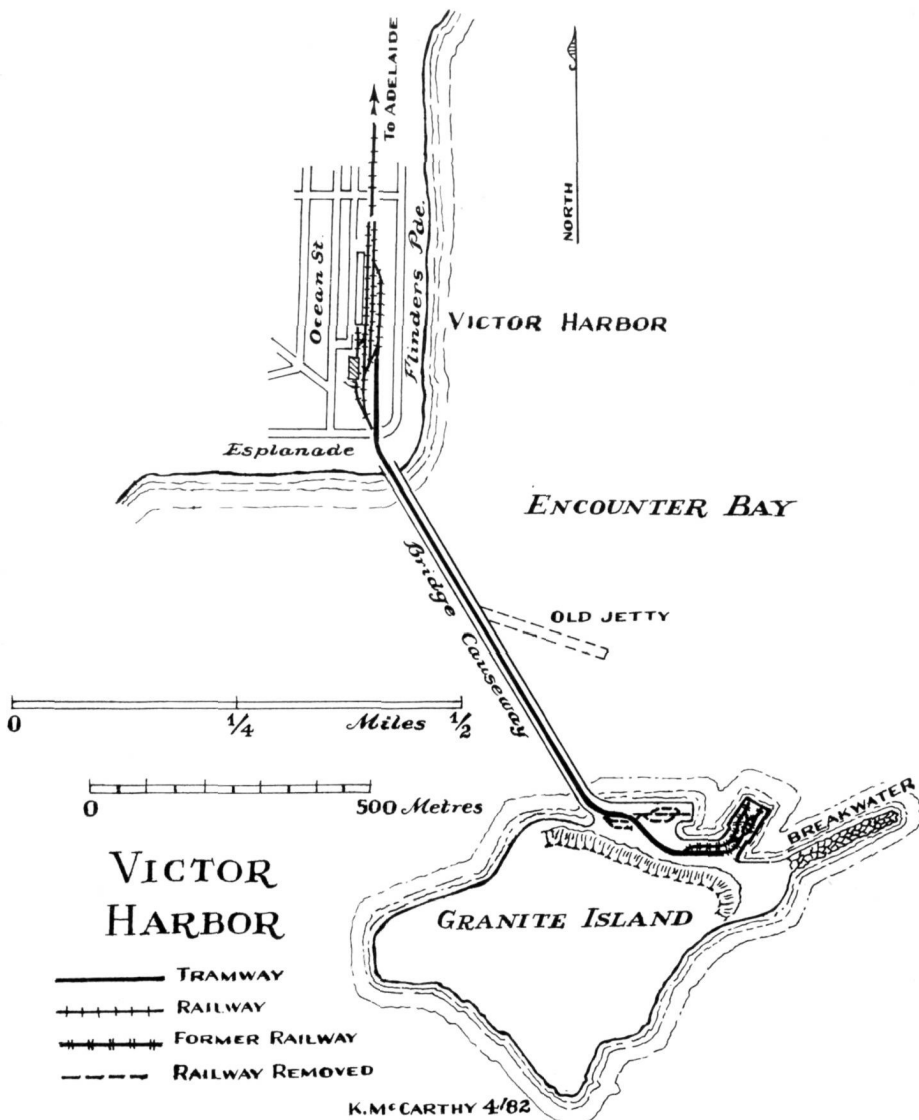 To ADELAIDE
NORTH
Ocean St.
Flinders Pde.
VICTOR HARBOR
Esplanade
ENCOUNTER BAY
Bridge Causeway
OLD JETTY
0 1/4 Miles 1/2
0 500 Metres
BREAKWATER
VICTOR
HARBOR
GRANITE ISLAND
TRAMWAY
RAILWAY
FORMER RAILWAY
RAILWAY REMOVED
K. McCARTHY 4/82